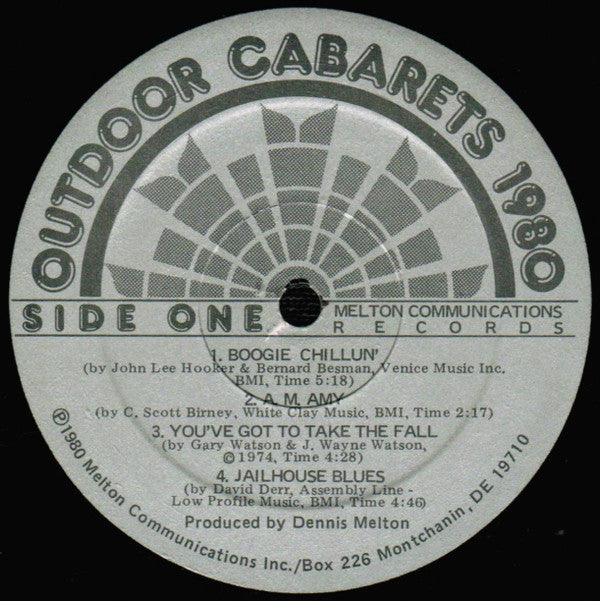 OUTDOOR CABARETS 1980
SIDE ONE
MELTON COMMUNICATIONS
RECORDS
1. BOOGIE CHILLUN'
(by John Lee Hooker & Bernard Besman, Venice Music Inc.
BMI, Time 5:18)
2. A. M. AMY
(by C. Scott Birney, White Clay Music, BMI, Time 2:17)
3. YOU'VE GOT TO TAKE THE FALL
(by Gary Watson & J. Wayne Watson,
©1974, Time 4:28)
4. JAILHOUSE BLUES
(by David Derr, Assembly Line -
Low Profile Music, BMI, Time 4:46)
Produced by Dennis Melton
℗1980 Melton Communications Inc./Box 226 Montchanin, DE 19710